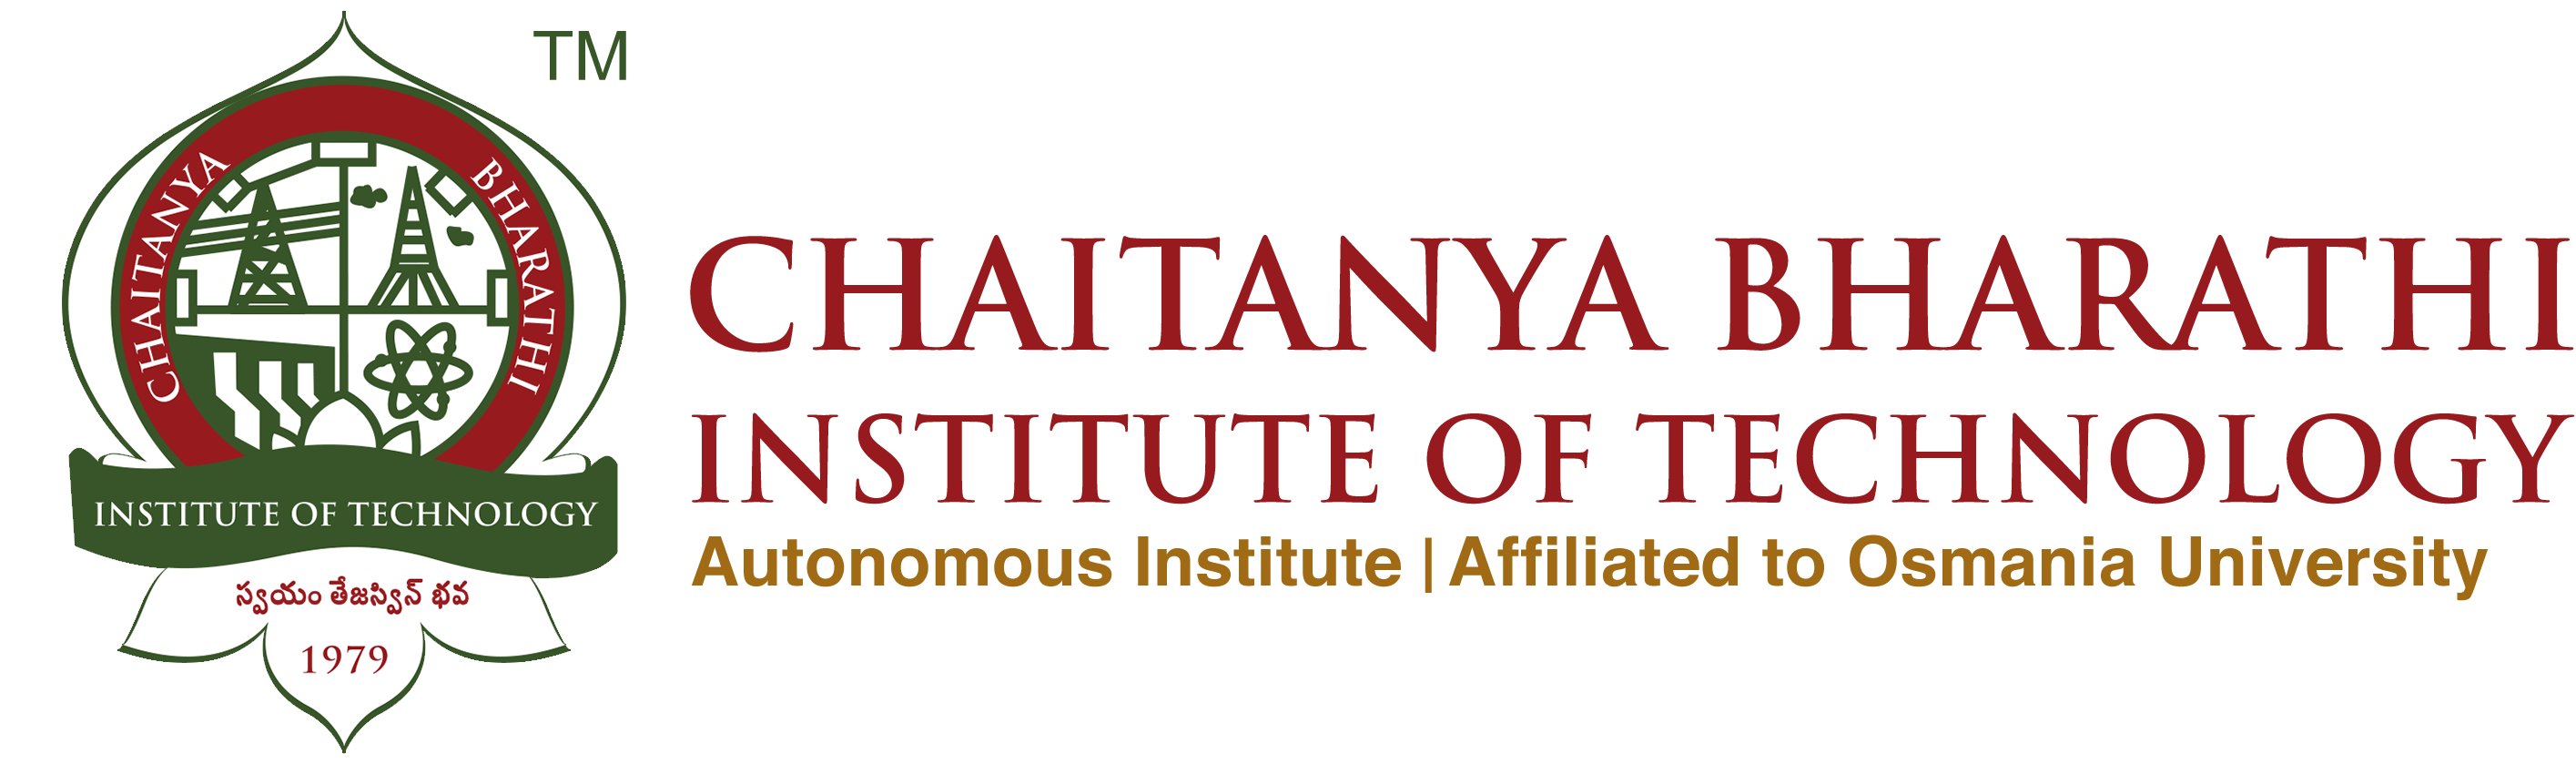 TM
CHAITANYA BHARATHI
INSTITUTE OF TECHNOLOGY
స్వయం తేజస్విన్ భవ
1979
CHAITANYA BHARATHI
INSTITUTE OF TECHNOLOGY
Autonomous Institute | Affiliated to Osmania University